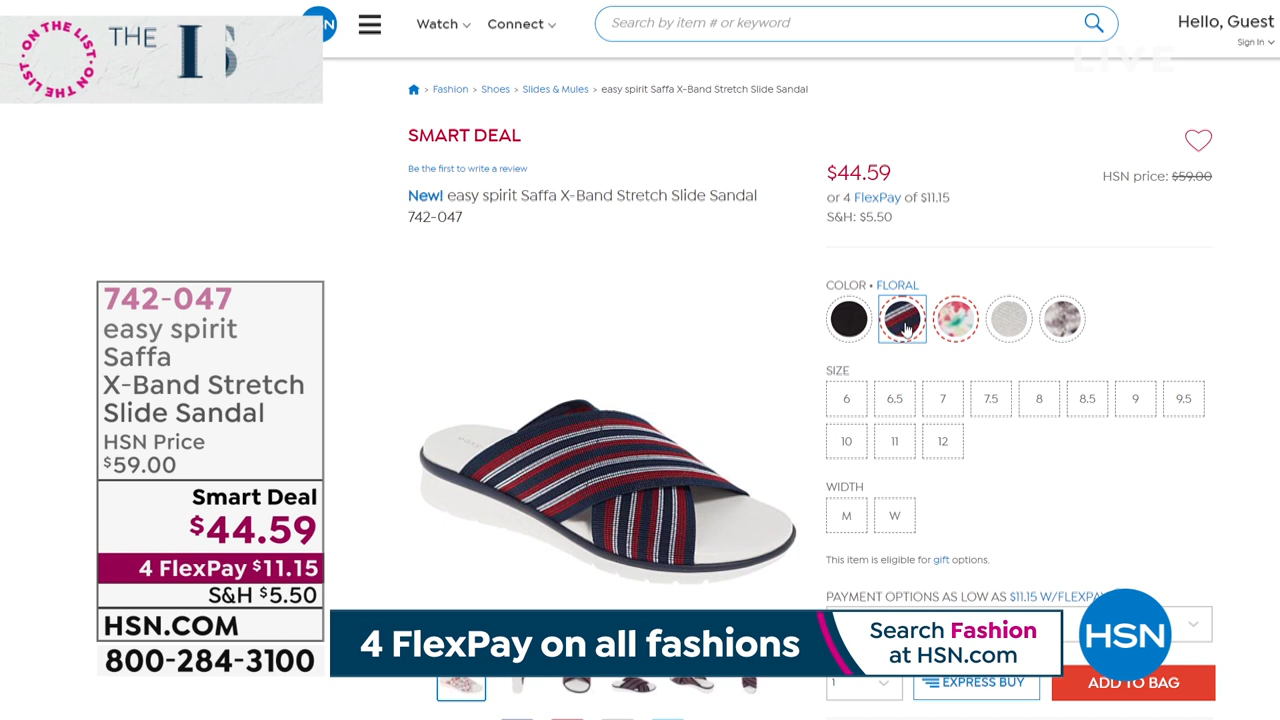 ON THE LIST • ON THE LIST •
THE
HSN
Watch
Connect
Search by item # or keyword
Hello, Guest
Sign In
LIVE
> Fashion > Shoes > Slides & Mules > easy spirit Saffa X-Band Stretch Slide Sandal
SMART DEAL
Be the first to write a review
New! easy spirit Saffa X-Band Stretch Slide Sandal
742-047
$44.59
HSN price: $59.00
or 4 FlexPay of $11.15
S&H: $5.50
COLOR • FLORAL
SIZE
6 6.5 7 7.5 8 8.5 9 9.5
10 11 12
WIDTH
M W
This item is eligible for gift options.
PAYMENT OPTIONS AS LOW AS $11.15 W/FLEXPA
1
EXPRESS BUY
ADD TO BAG
742-047
easy spirit
Saffa
X-Band Stretch
Slide Sandal
HSN Price
$59.00
Smart Deal
$44.59
4 FlexPay $11.15
S&H $5.50
HSN.COM
800-284-3100
4 FlexPay on all fashions
Search Fashion
at HSN.com
HSN